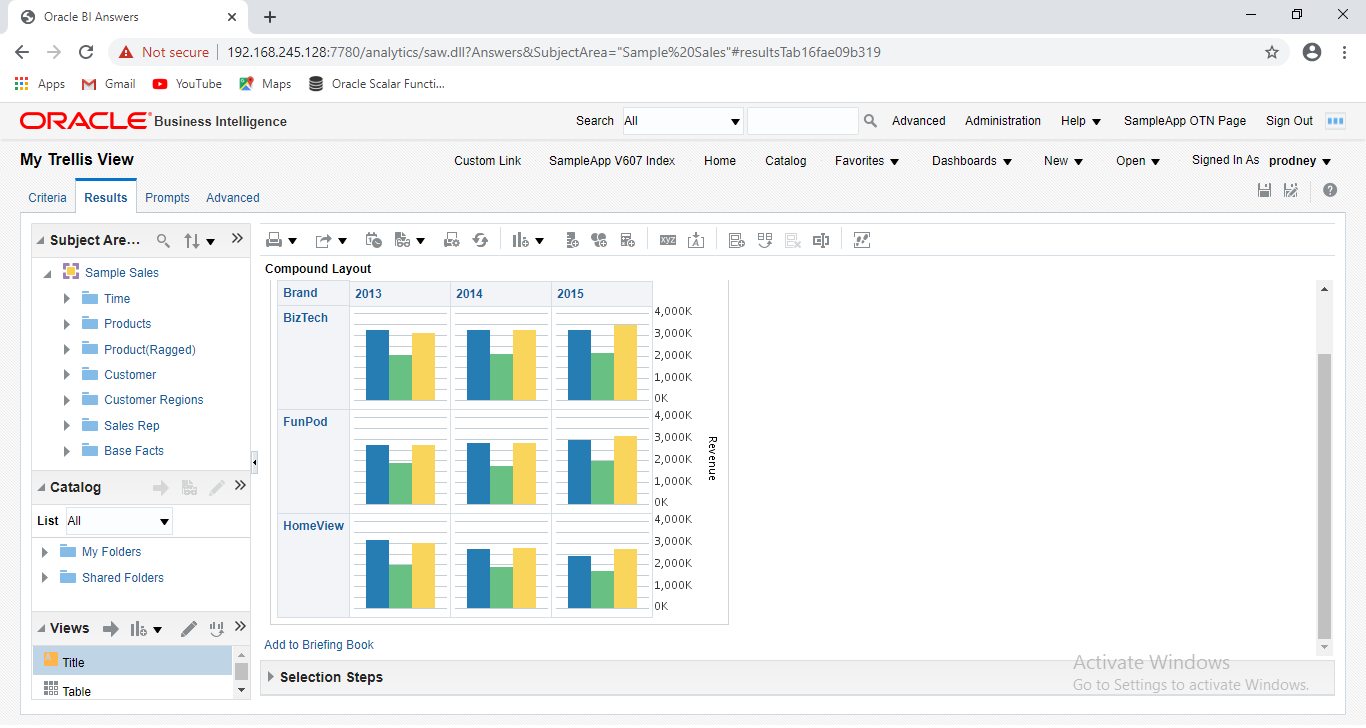 Oracle BI Answers
Not secure 192.168.245.128:7780/analytics/saw.dll?Answers&SubjectArea="Sample%20Sales"#resultsTab16fae09b319
Apps Gmail YouTube Maps Oracle Scalar Functi...
ORACLE Business Intelligence Search All Advanced Administration Help SampleApp OTN Page Sign Out
My Trellis View Custom Link SampleApp V607 Index Home Catalog Favorites Dashboards New Open Signed In As prodney
Criteria Results Prompts Advanced
Subject Are...
Sample Sales
Time
Products
Product(Ragged)
Customer
Customer Regions
Sales Rep
Base Facts
Catalog
List All
My Folders
Shared Folders
Views
Title
Table
xyz
Compound Layout
Brand 2013 2014 2015
BizTech
4,000K
3,000K
2,000K
1,000K
0K
FunPod
4,000K
3,000K
2,000K
1,000K
0K
HomeView
4,000K
3,000K
2,000K
1,000K
0K
Revenue
Add to Briefing Book
Selection Steps
Activate Windows
Go to Settings to activate Windows.